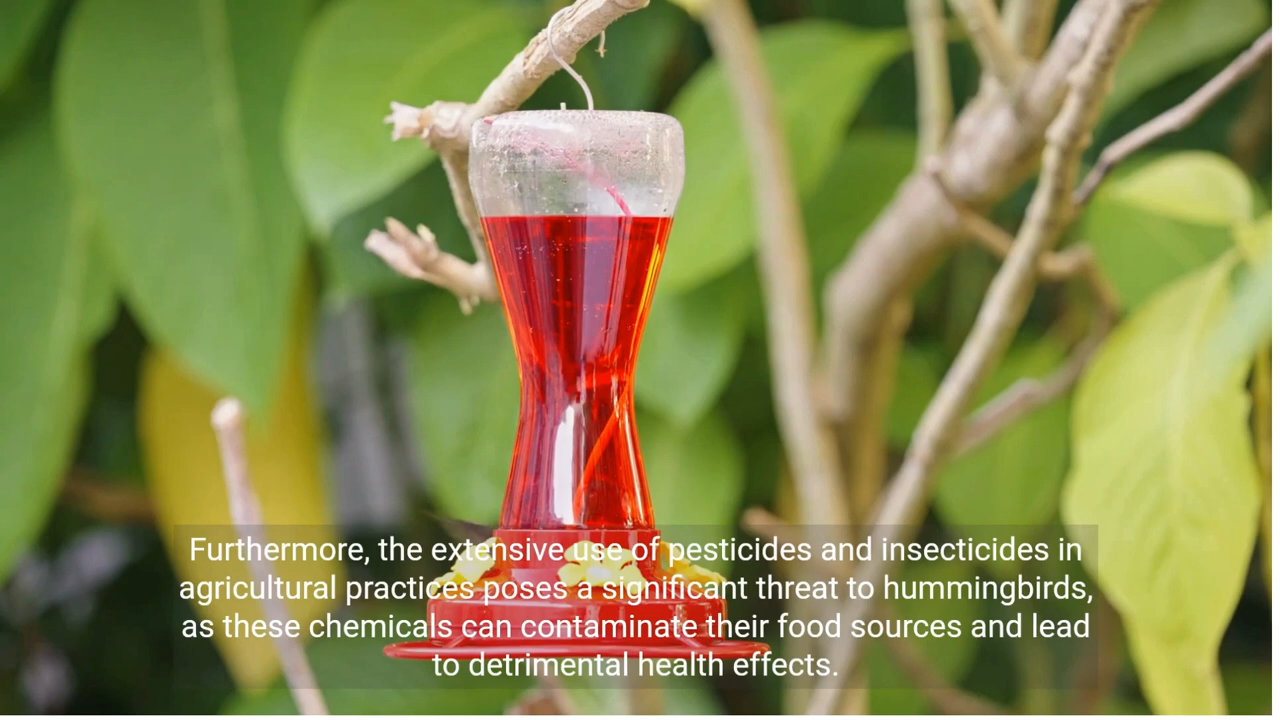 Furthermore, the extensive use of pesticides and insecticides in
agricultural practices poses a significant threat to hummingbirds,
as these chemicals can contaminate their food sources and lead
to detrimental health effects.